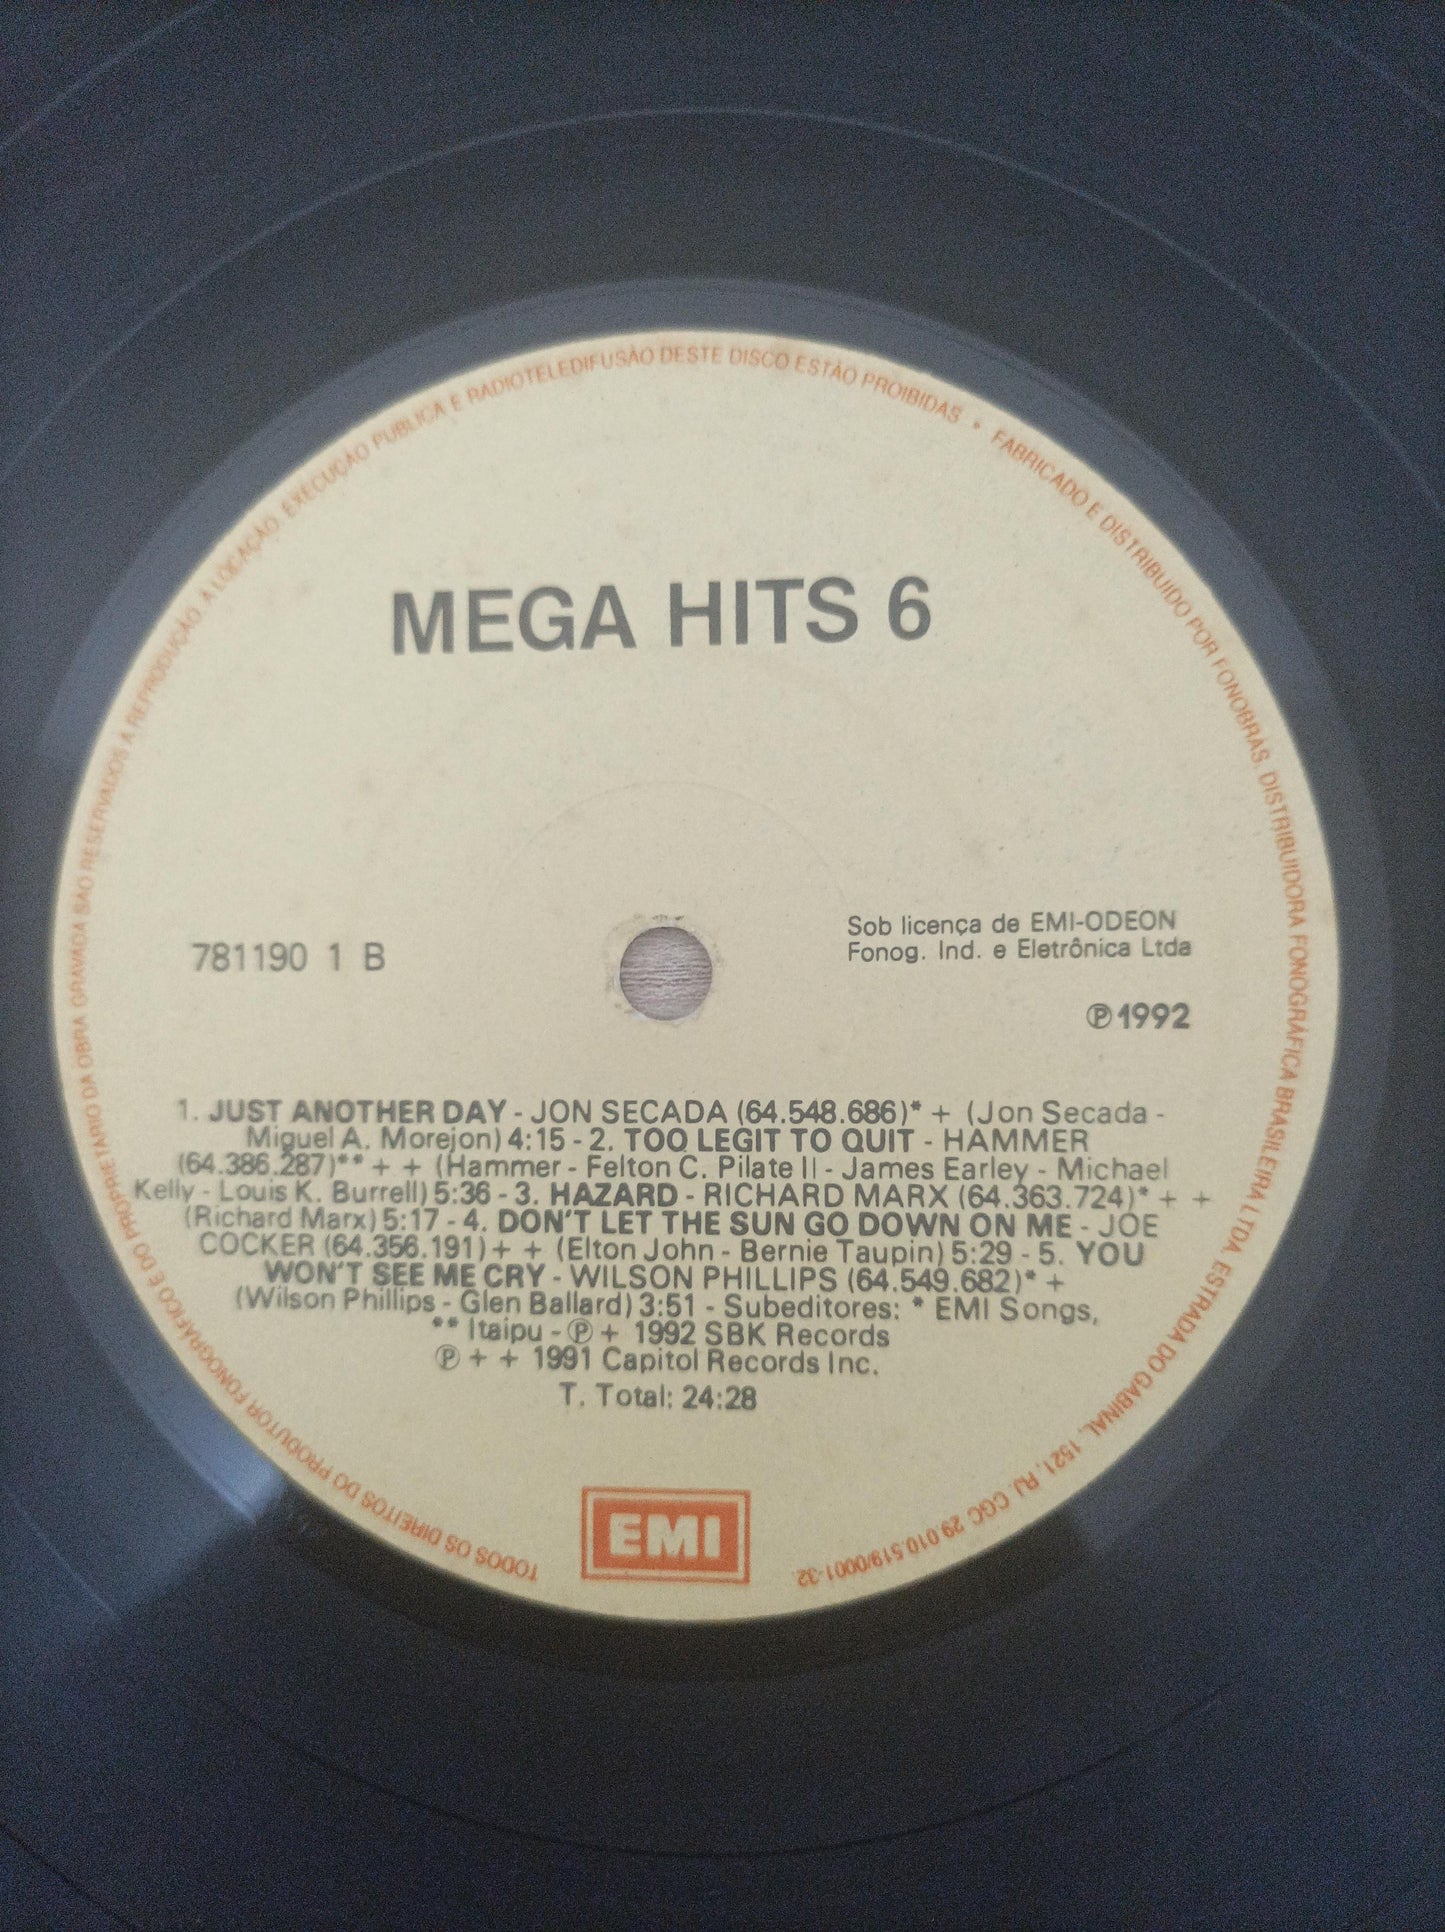 MEGA HITS 6
781190 1 B
Sob licença de EMI-ODEON
Fonog. Ind. e Eletrônica Ltda
℗1992
1. JUST ANOTHER DAY - JON SECADA (64.548.686)* + (Jon Secada -
Miguel A. Morejon) 4:15 - 2. TOO LEGIT TO QUIT - HAMMER
(64.386.287)** + + (Hammer - Felton C. Pilate II - James Earley - Michael
Kelly - Louis K. Burrell) 5:36 - 3. HAZARD - RICHARD MARX (64.363.724)* + +
(Richard Marx) 5:17 - 4. DON'T LET THE SUN GO DOWN ON ME - JOE
COCKER (64.356.191) + + (Elton John - Bernie Taupin) 5:29 - 5. YOU
WON'T SEE ME CRY - WILSON PHILLIPS (64.549.682)* +
(Wilson Phillips - Glen Ballard) 3:51 - Subeditores: * EMI Songs,
** Itaipu - ℗ + 1992 SBK Records
℗ + + 1991 Capitol Records Inc.
T. Total: 24:28
EMI
TODOS OS DIREITOS DO PRODUTOR FONOGRÁFICO E DO PROPRIETÁRIO DA OBRA GRAVADA SÃO RESERVADOS A REPRODUÇÃO. A LOCAÇÃO. EXECUÇÃO PÚBLICA E RADIOTELEDIFUSÃO DESTE DISCO ESTÃO PROIBIDAS • FABRICADO E DISTRIBUÍDO POR FONOBRAS. DISTRIBUIDORA FONOGRÁFICA BRASILEIRA LTDA. ESTRADA DO GABINAL, 1521. RJ. CGC 29.010.519/0001-32